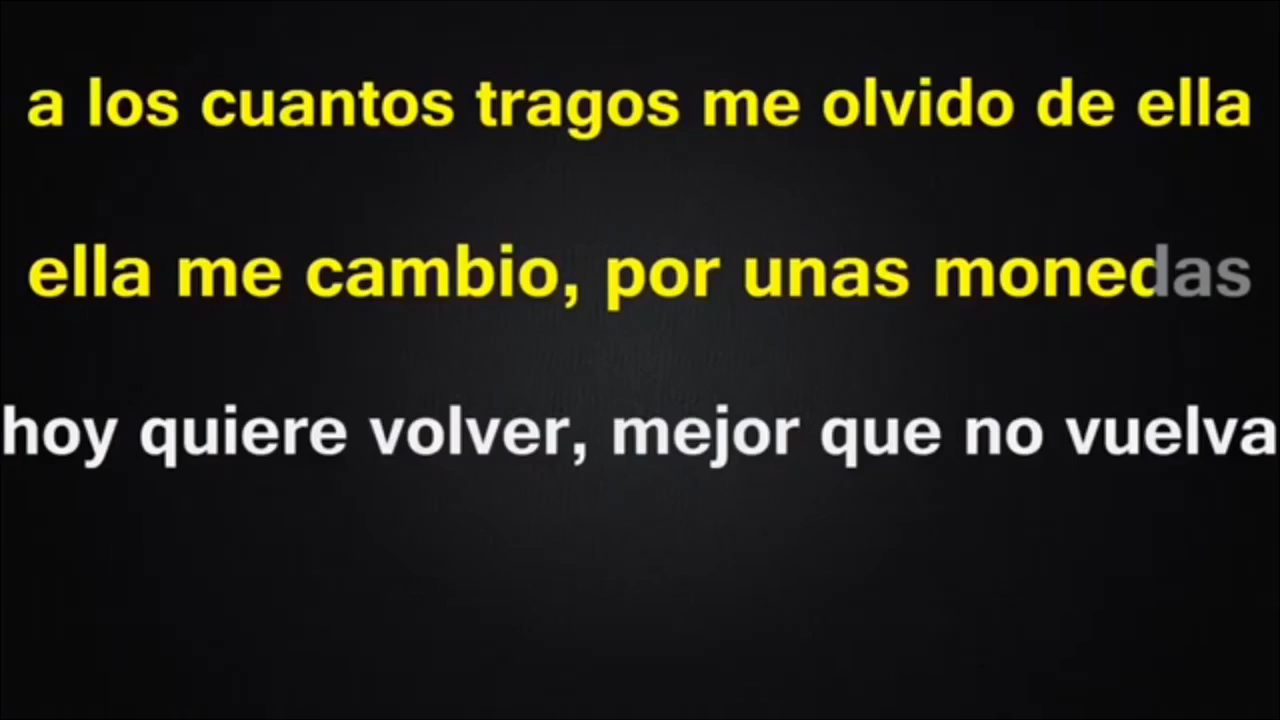 a los cuantos tragos me olvido de ella
ella me cambio, por unas monedas
hoy quiere volver, mejor que no vuelva